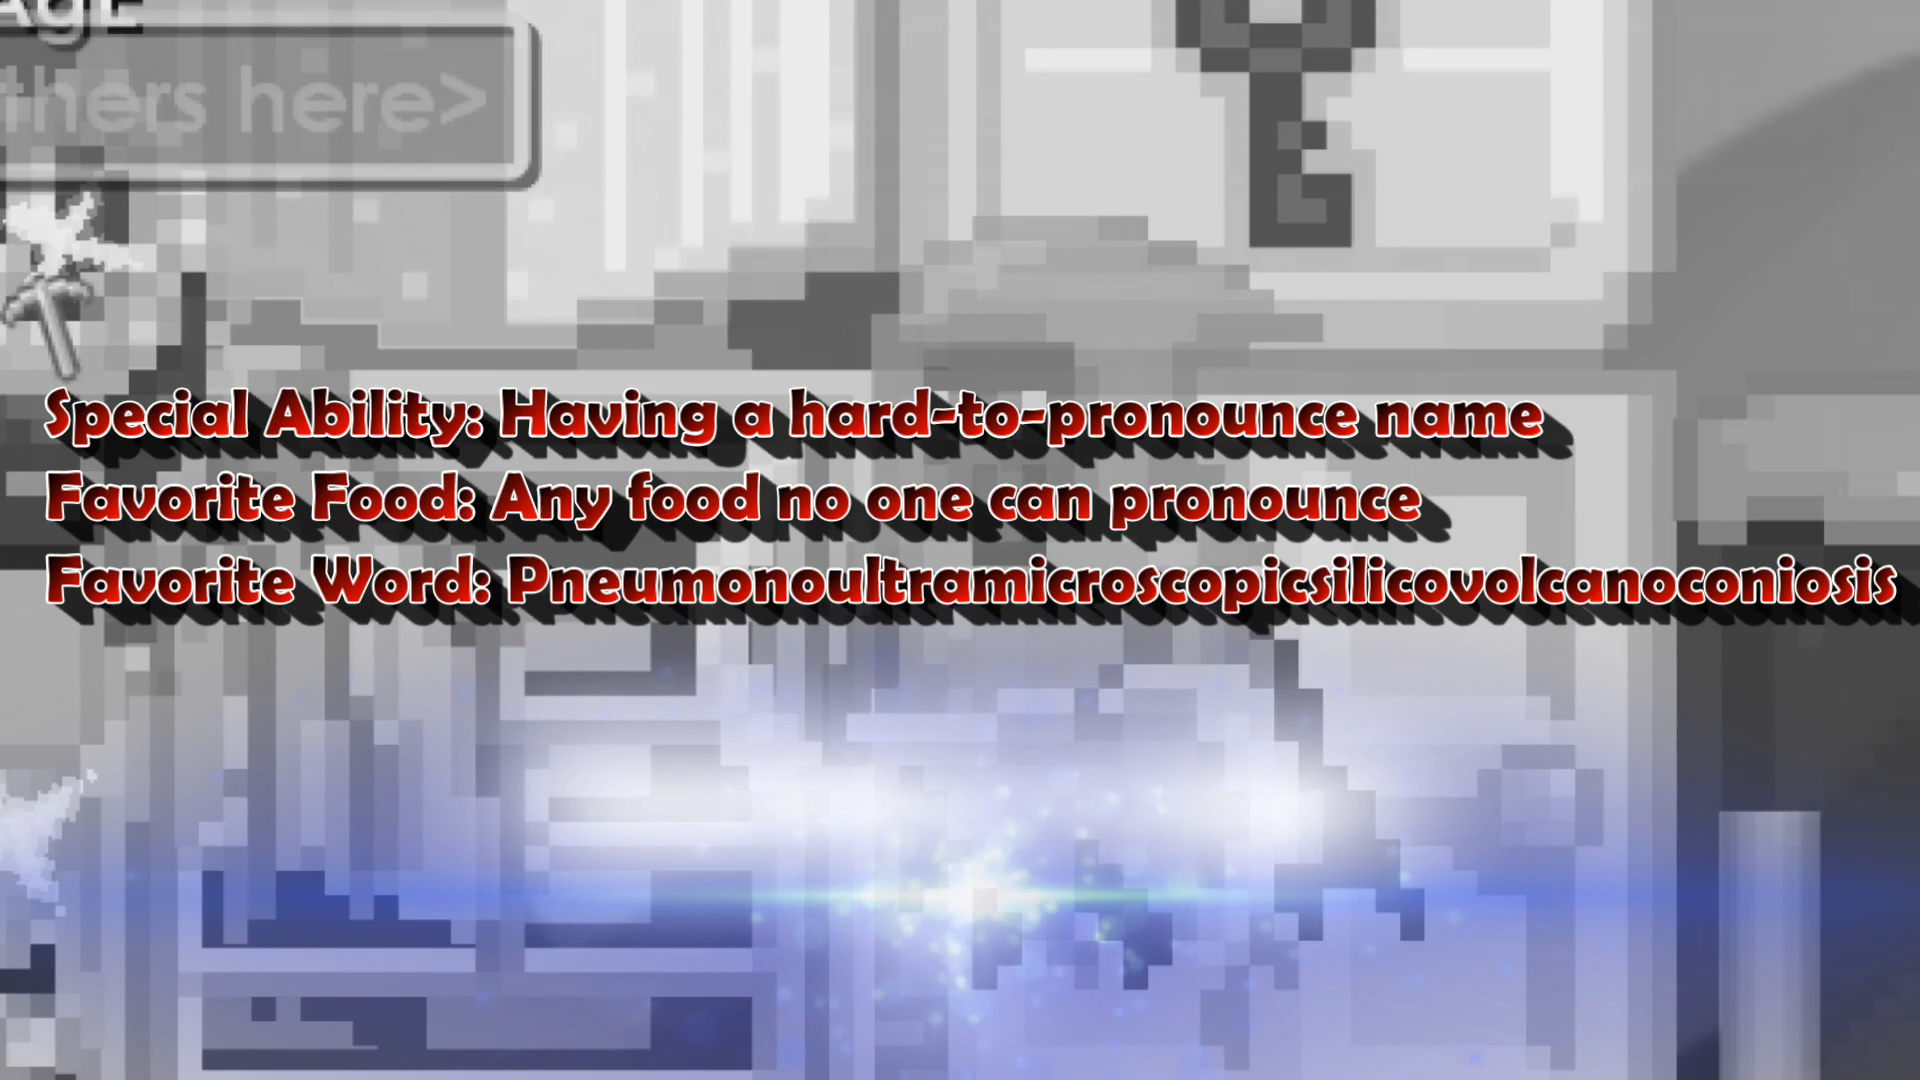 thers here>
Special Ability: Having a hard-to-pronounce name
Favorite Food: Any food no one can pronounce
Favorite Word: Pneumonoultramicroscopicsilicovolcanoconiosis